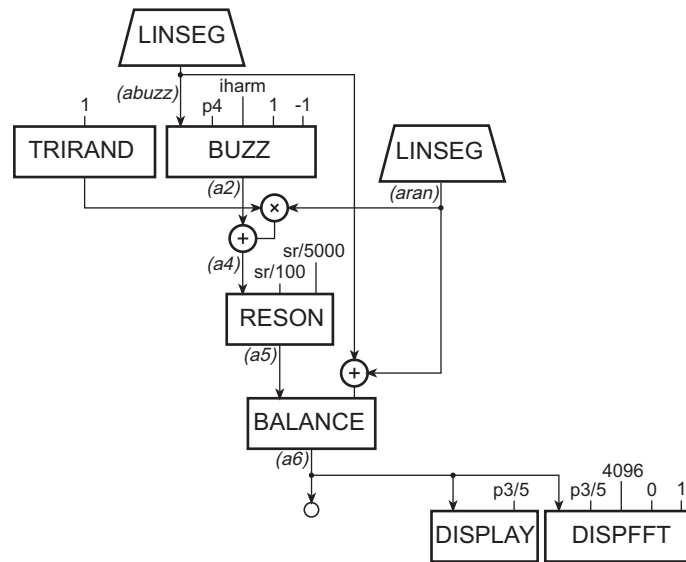 LINSEG
(abuzz)
iharm
1
p4
1
-1
TRIRAND
BUZZ
LINSEG
(a2)
(aran)
×
+
(a4)
sr/5000
sr/100
RESON
(a5)
+
BALANCE
(a6)
4096
p3/5
p3/5
0
1
DISPLAY
DISPFFT